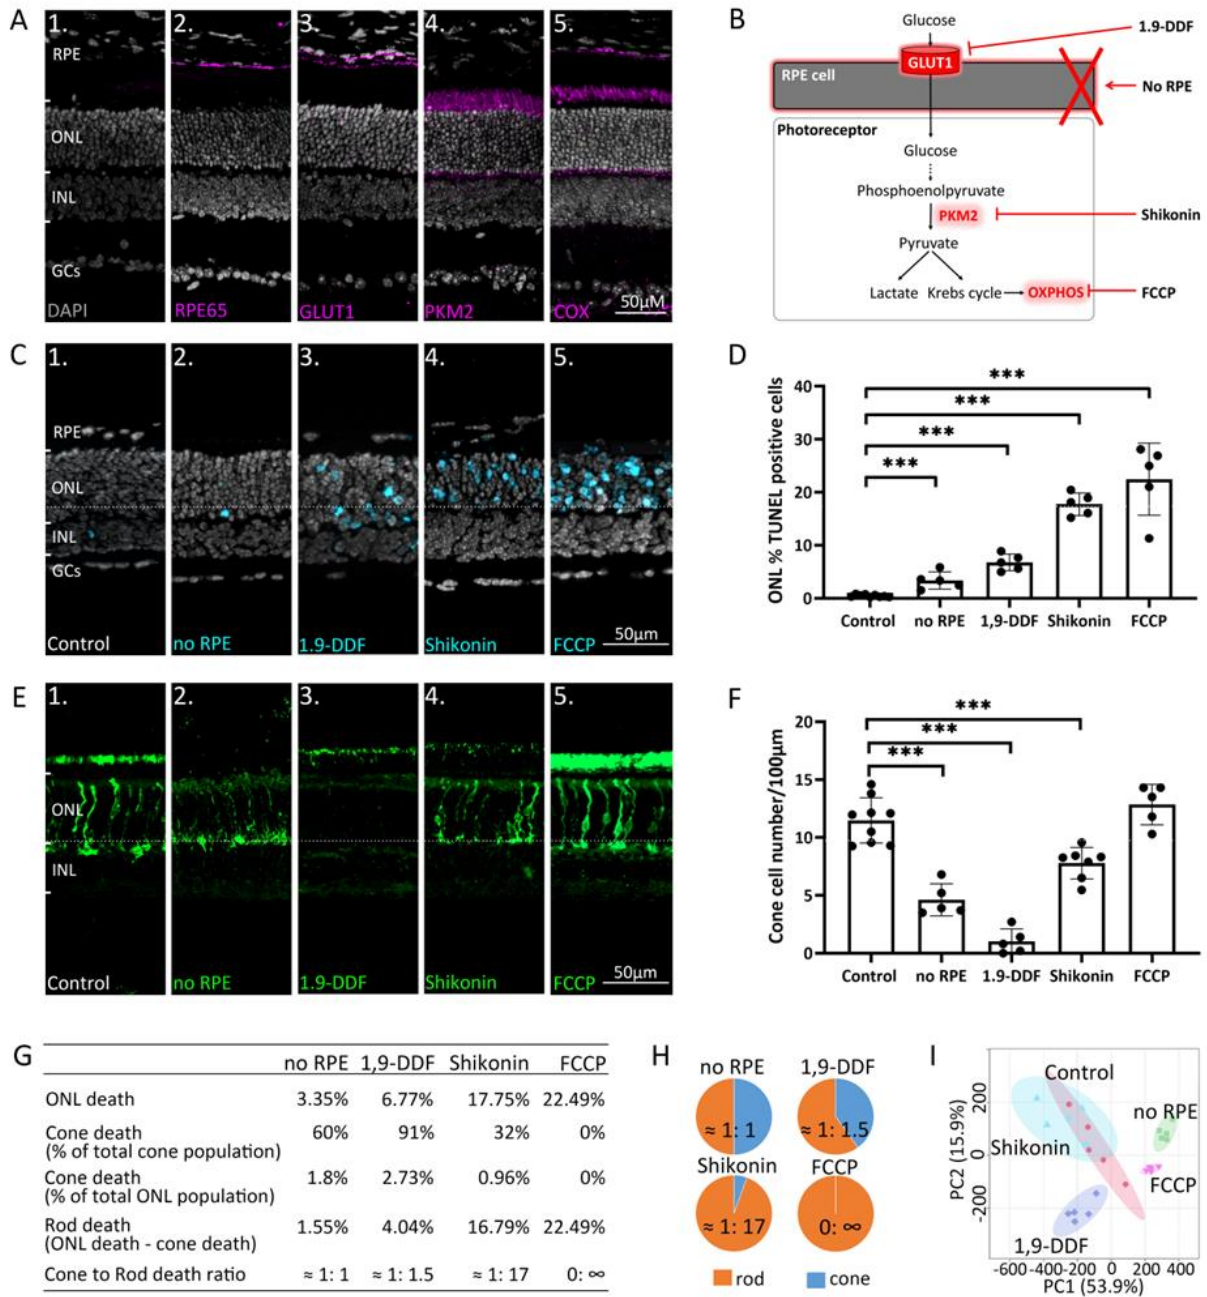 A
1.
2.
3.
4.
5.
RPE
ONL
INL
GCs
DAPI
RPE65
GLUT1
PKM2
COX
50µM
B
Glucose
GLUT1
RPE cell
1.9-DDF
No RPE
Photoreceptor
Glucose
Phosphoenolpyruvate
PKM2
Shikonin
Pyruvate
Lactate
Krebs cycle
OXPHOS
FCCP
C
1.
2.
3.
4.
5.
RPE
ONL
INL
GCs
Control
no RPE
1.9-DDF
Shikonin
FCCP
50µm
D
ONL % TUNEL positive cells
40
30
20
10
0
***
***
***
***
Control
no RPE
1,9-DDF
Shikonin
FCCP
E
1.
2.
3.
4.
5.
ONL
INL
Control
no RPE
1.9-DDF
Shikonin
FCCP
50µm
F
Cone cell number/100µm
20
15
10
5
0
***
***
***
Control
no RPE
1.9-DDF
Shikonin
FCCP
G
no RPE 1,9-DDF Shikonin FCCP
ONL death 3.35% 6.77% 17.75% 22.49%
Cone death 60% 91% 32% 0%
(% of total cone population)
Cone death 1.8% 2.73% 0.96% 0%
(% of total ONL population)
Rod death 1.55% 4.04% 16.79% 22.49%
(ONL death - cone death)
Cone to Rod death ratio ≈ 1: 1 ≈ 1: 1.5 ≈ 1: 17 0: ∞
H
no RPE
1,9-DDF
≈ 1: 1
≈ 1: 1.5
Shikonin
FCCP
≈ 1: 17
0: ∞
rod
cone
I
PC2 (15.9%)
200
0
-200
Control
no RPE
Shikonin
FCCP
1,9-DDF
-600 -400 -200 0 200 400
PC1 (53.9%)